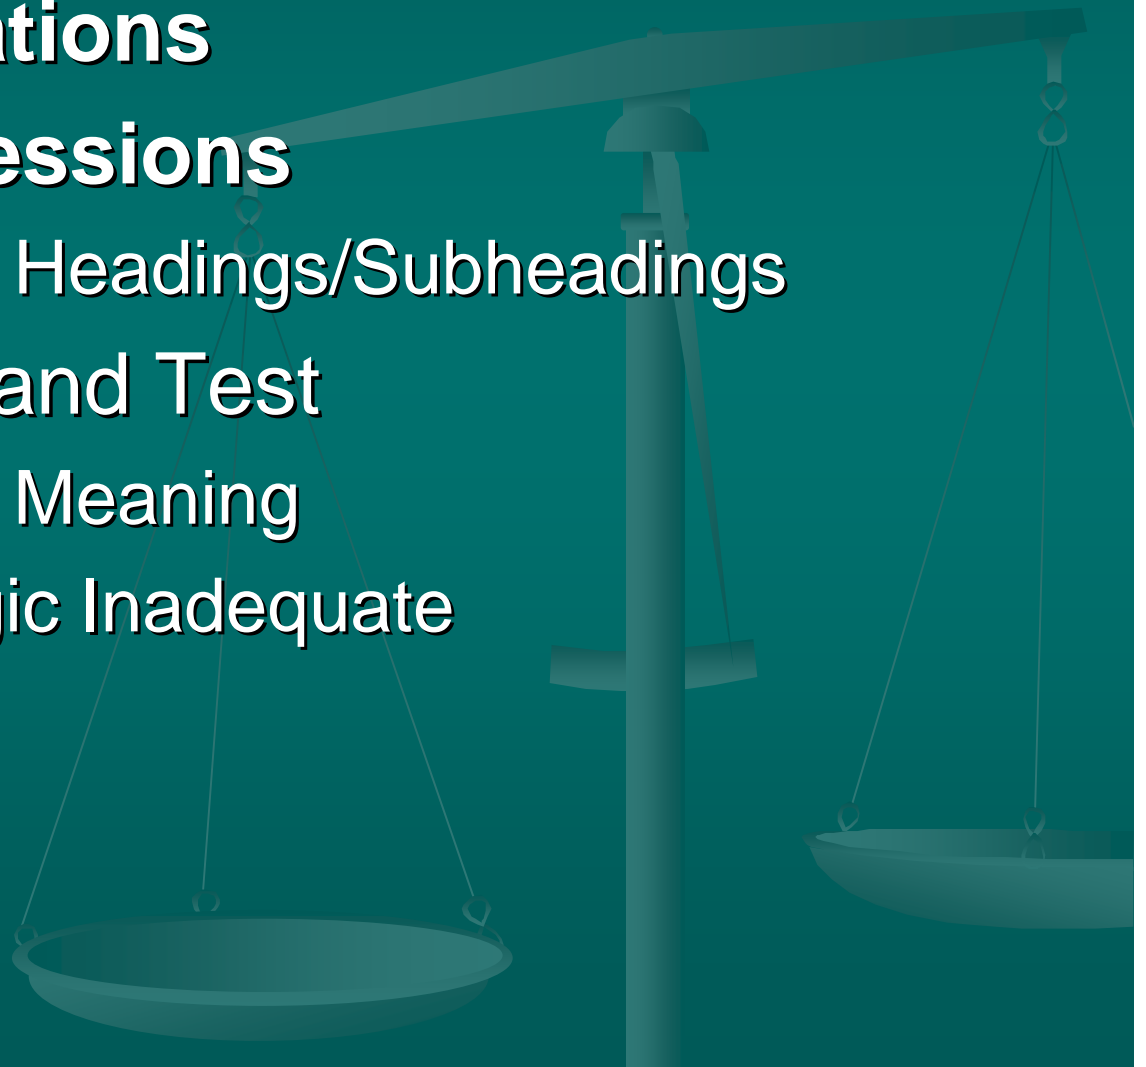 ations
essions
Headings/Subheadings
and Test
Meaning
gic Inadequate